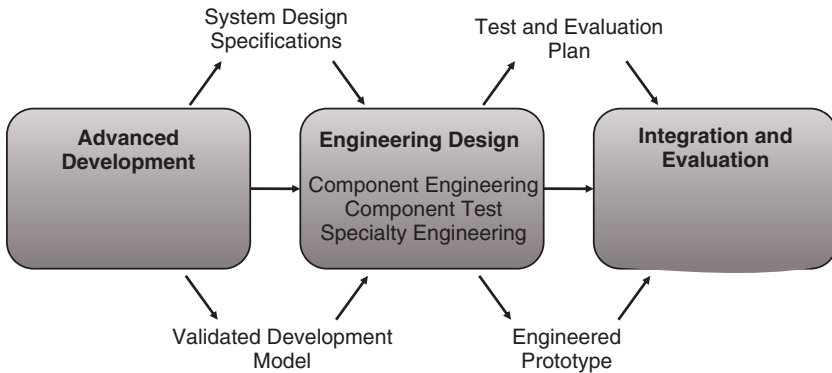 System Design
Specifications
Test and Evaluation
Plan
Advanced
Development
Engineering Design
Component Engineering
Component Test
Specialty Engineering
Integration and
Evaluation
Validated Development
Model
Engineered
Prototype